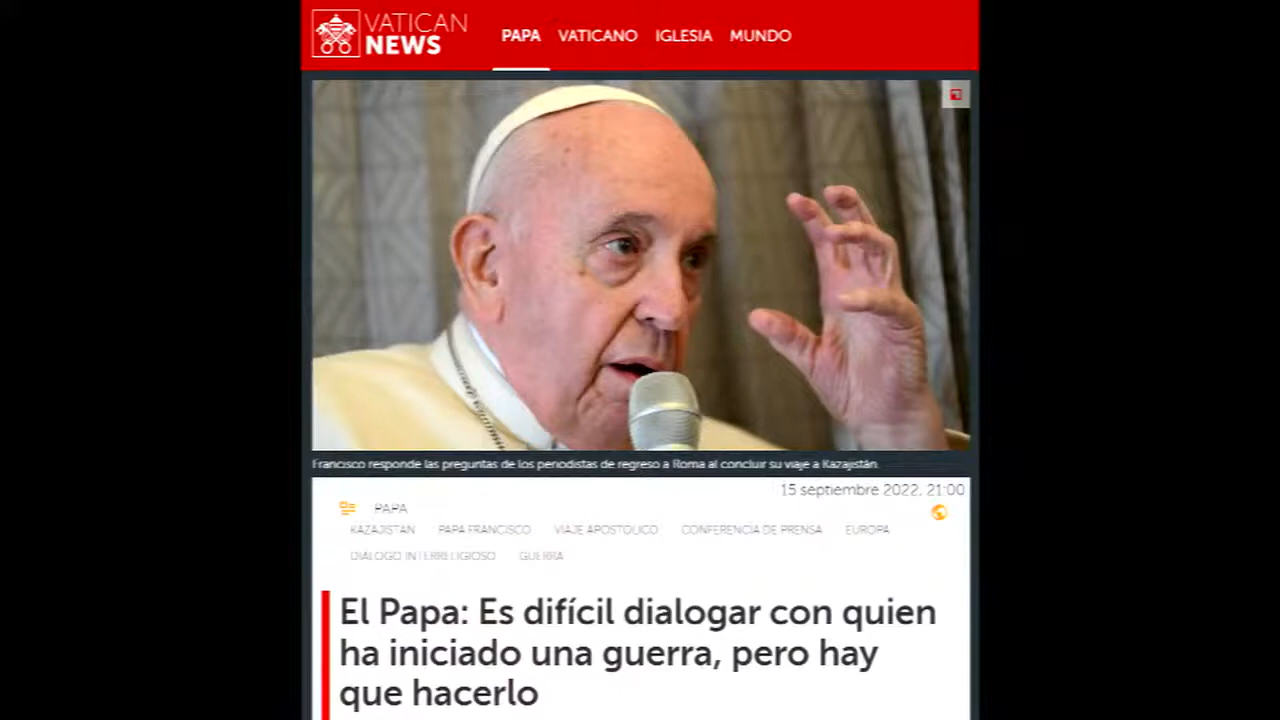 VATICAN
NEWS
PAPA VATICANO IGLESIA MUNDO
Francisco responde las preguntas de los periodistas de regreso a Roma al concluir su viaje a Kazajistán.
15 septiembre 2022, 21:00
PAPA
KAZAJISTÁN PAPA FRANCISCO VIAJE APOSTÓLICO CONFERENCIA DE PRENSA EUROPA
DIÁLOGO INTERRELIGIOSO GUERRA
El Papa: Es difícil dialogar con quien
ha iniciado una guerra, pero hay
que hacerlo